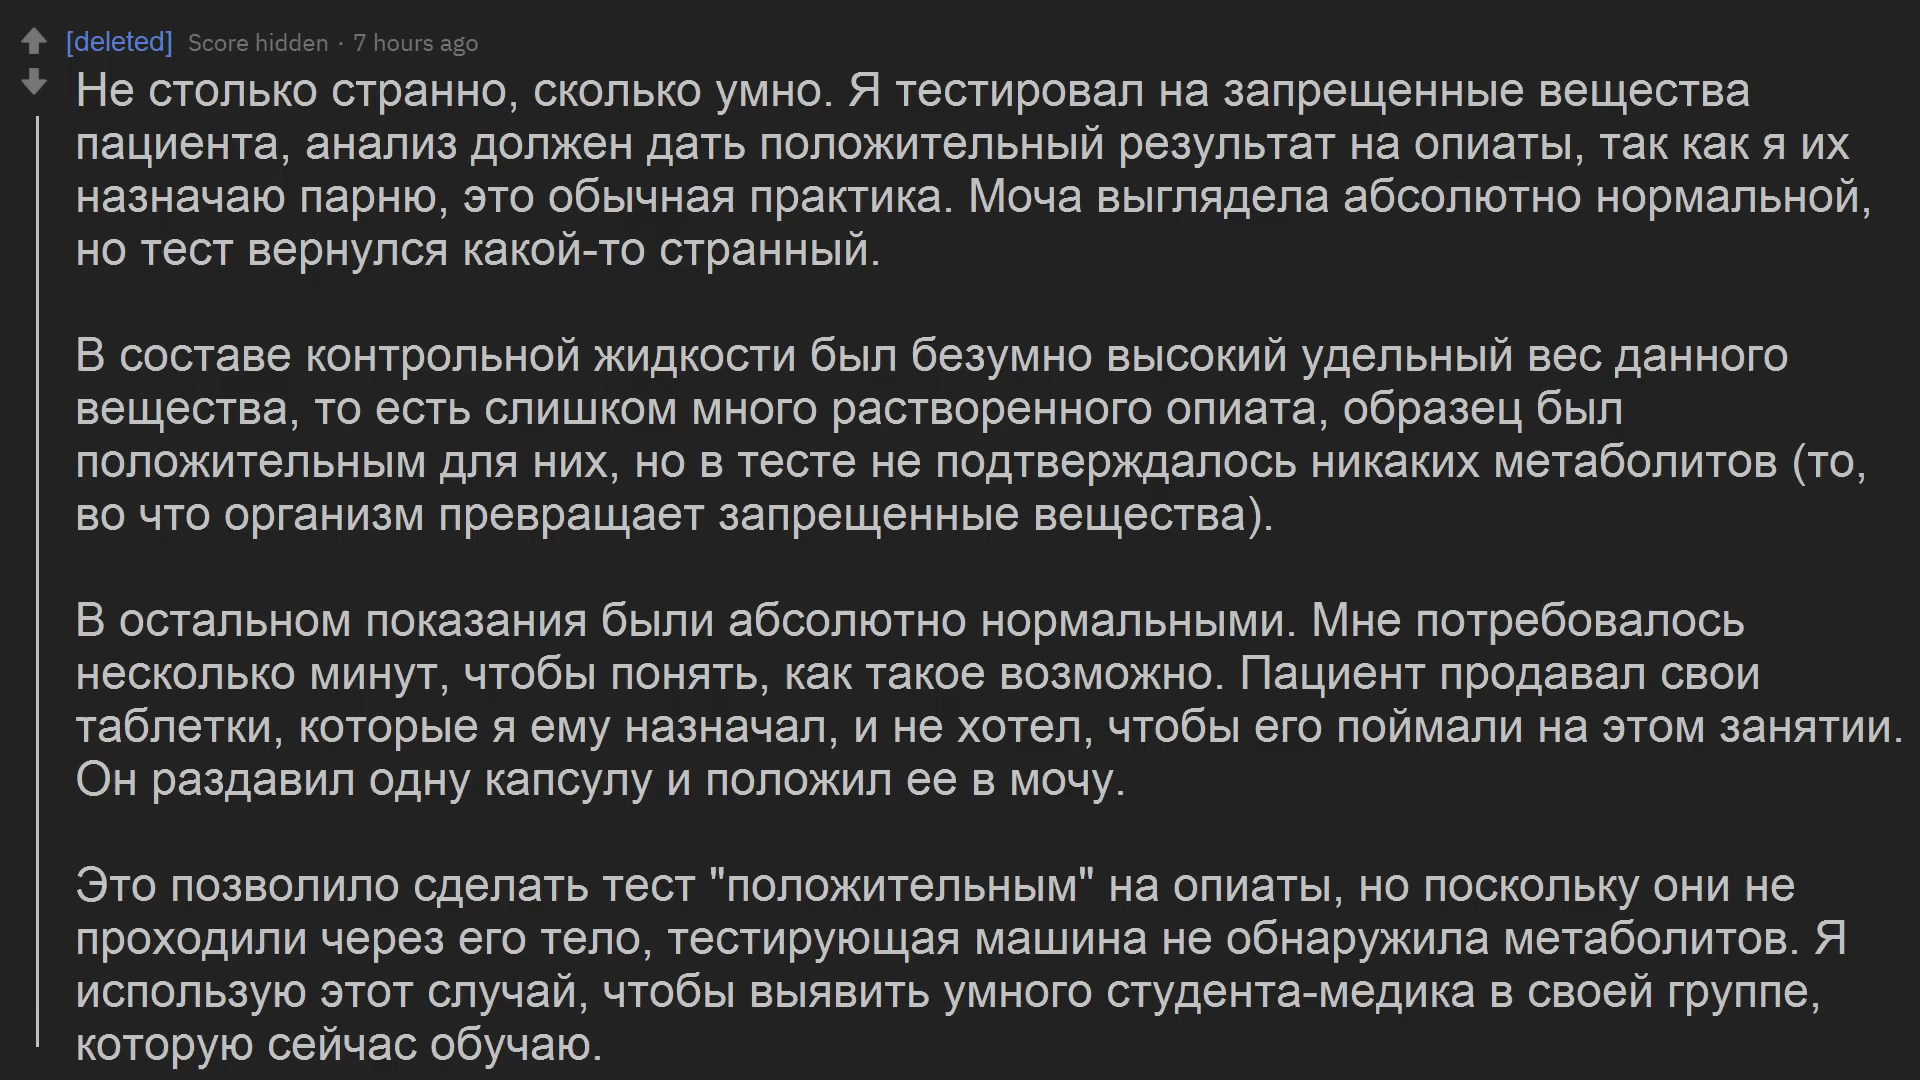 [deleted] Score hidden · 7 hours ago
Не столько странно, сколько умно. Я тестировал на запрещенные вещества
пациента, анализ должен дать положительный результат на опиаты, так как я их
назначаю парню, это обычная практика. Моча выглядела абсолютно нормальной,
но тест вернулся какой-то странный.
В составе контрольной жидкости был безумно высокий удельный вес данного
вещества, то есть слишком много растворенного опиата, образец был
положительным для них, но в тесте не подтверждалось никаких метаболитов (то,
во что организм превращает запрещенные вещества).
В остальном показания были абсолютно нормальными. Мне потребовалось
несколько минут, чтобы понять, как такое возможно. Пациент продавал свои
таблетки, которые я ему назначал, и не хотел, чтобы его поймали на этом занятии.
Он раздавил одну капсулу и положил ее в мочу.
Это позволило сделать тест "положительным" на опиаты, но поскольку они не
проходили через его тело, тестирующая машина не обнаружила метаболитов. Я
использую этот случай, чтобы выявить умного студента-медика в своей группе,
которую сейчас обучаю.